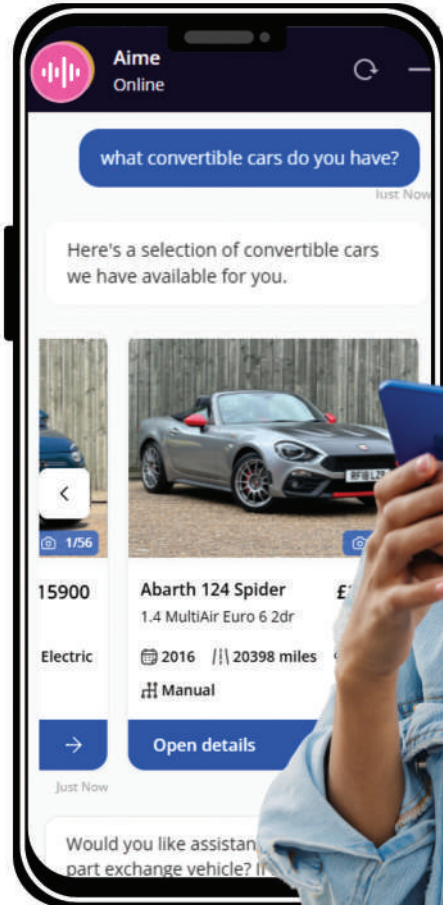 Aime
Online
what convertible cars do you have?
Just Now
Here's a selection of convertible cars
we have available for you.
1/56
15900
Electric
Abarth 124 Spider
£
1.4 MultiAir Euro 6 2dr
2016
20398 miles
Manual
Open details
Just Now
Would you like
part exchange vehicle?